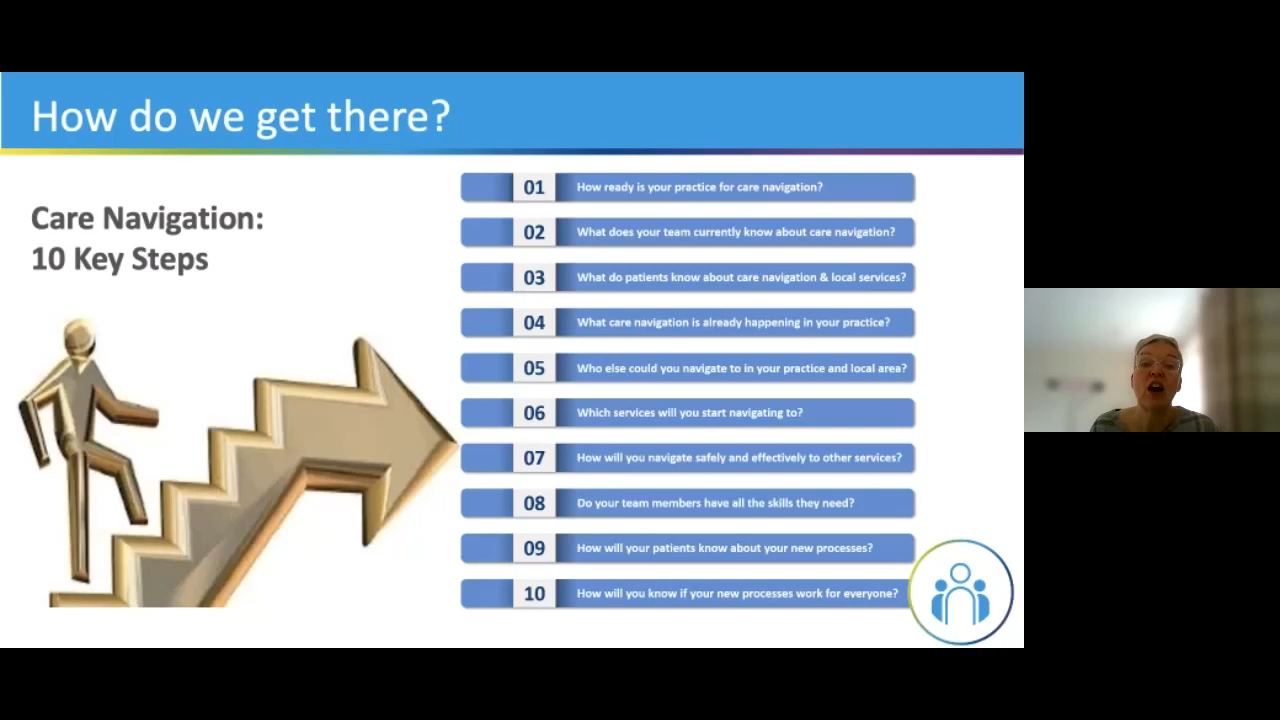 How do we get there?
Care Navigation:
10 Key Steps
01 How ready is your practice for care navigation?
02 What does your team currently know about care navigation?
03 What do patients know about care navigation & local services?
04 What care navigation is already happening in your practice?
05 Who else could you navigate to in your practice and local area?
06 Which services will you start navigating to?
07 How will you navigate safely and effectively to other services?
08 Do your team members have all the skills they need?
09 How will your patients know about your new processes?
10 How will you know if your new processes work for everyone?